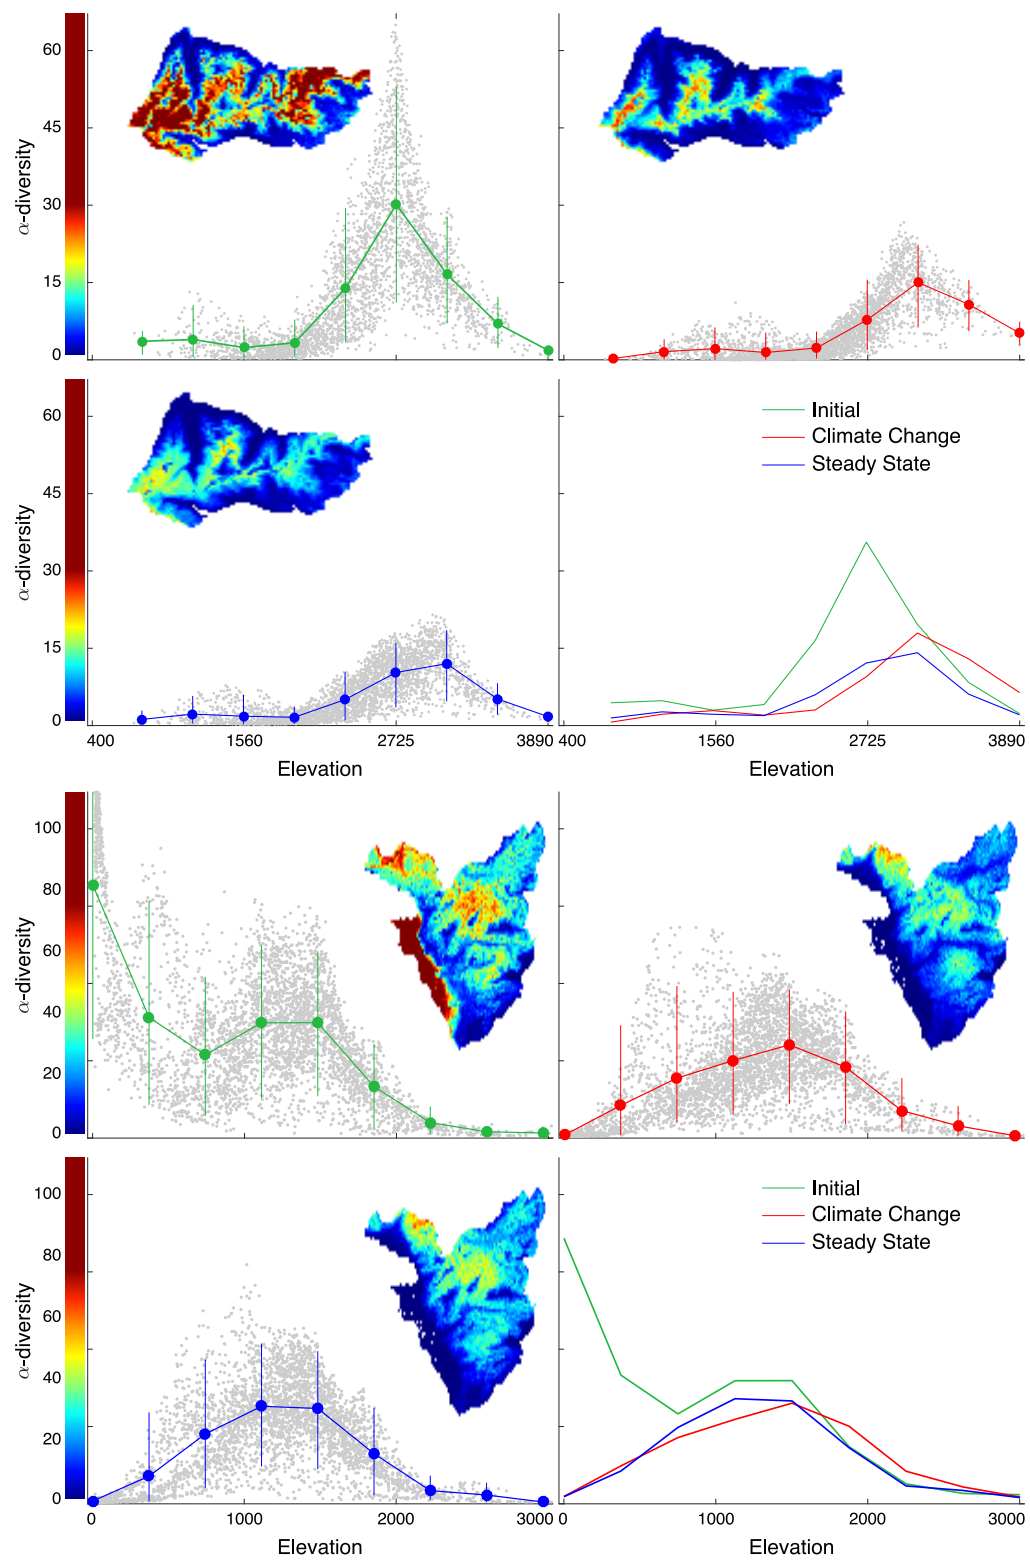 60
45
30
15
0
α-diversity
60
45
30
15
0
α-diversity
Initial
Climate Change
Steady State
400 1560 2725 3890
Elevation
400 1560 2725 3890
Elevation
100
80
60
40
20
0
α-diversity
100
80
60
40
20
0
α-diversity
Initial
Climate Change
Steady State
0 1000 2000 3000
Elevation
0 1000 2000 3000
Elevation